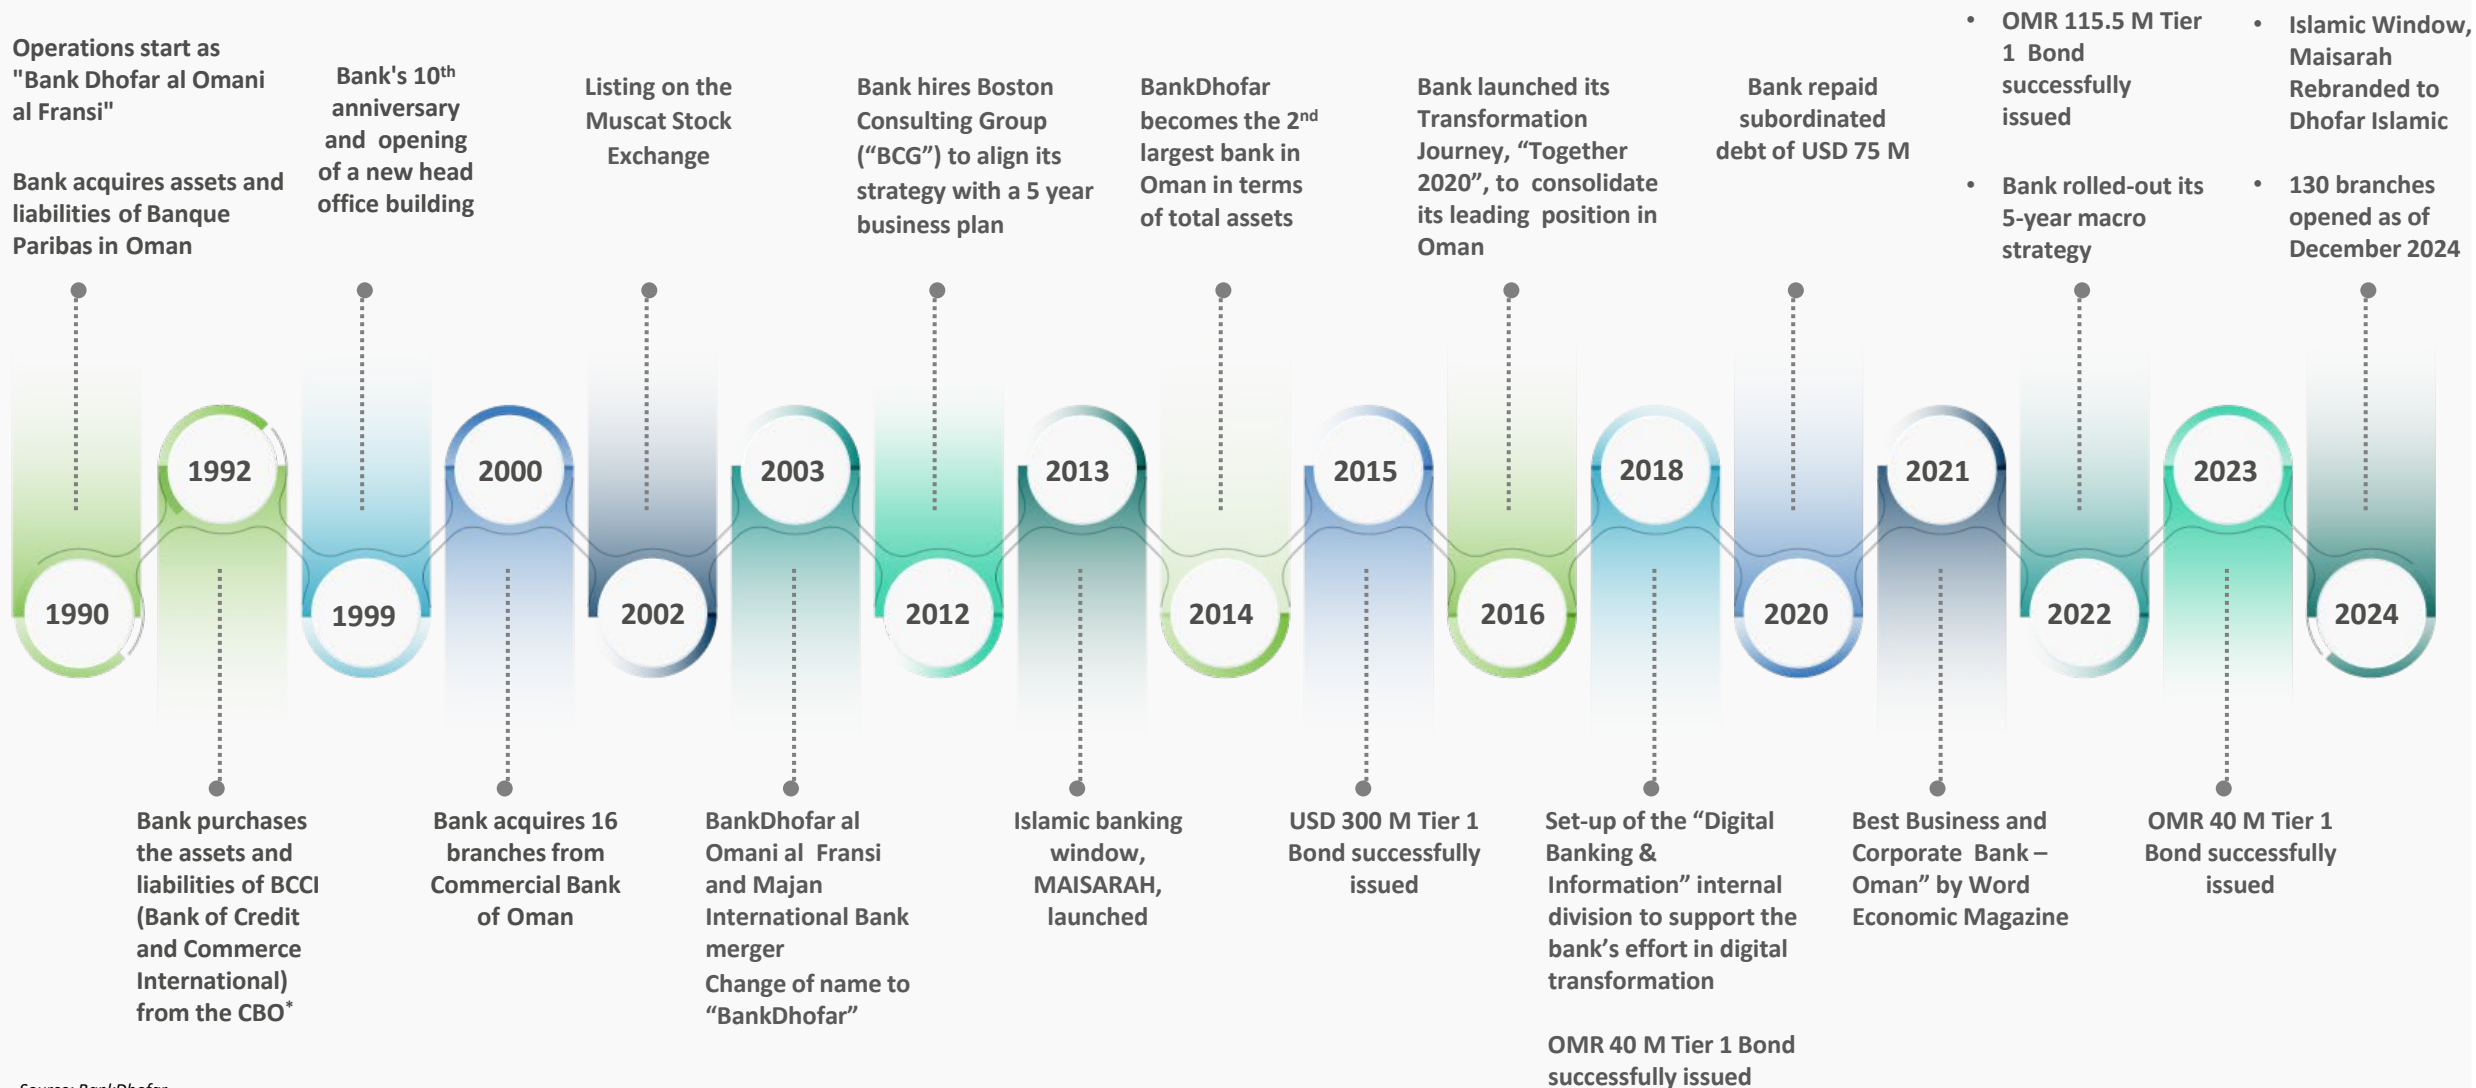 Operations start as
"Bank Dhofar al Omani
al Fransi"
Bank acquires assets and
liabilities of Banque
Paribas in Oman
Bank's 10th
anniversary
and opening
of a new head
office building
Listing on the
Muscat Stock
Exchange
Bank hires Boston
Consulting Group
(“BCG”) to align its
strategy with a 5 year
business plan
BankDhofar
becomes the 2nd
largest bank in
Oman in terms
of total assets
Bank launched its
Transformation
Journey, “Together
2020”, to consolidate
its leading position in
Oman
Bank repaid
subordinated
debt of USD 75 M
• OMR 115.5 M Tier
1 Bond
successfully
issued
• Bank rolled-out its
5-year macro
strategy
• Islamic Window,
Maisarah
Rebranded to
Dhofar Islamic
• 130 branches
opened as of
December 2024
1990
1992
1999
2000
2002
2003
2012
2013
2014
2015
2016
2018
2020
2021
2022
2023
2024
Bank purchases
the assets and
liabilities of BCCI
(Bank of Credit
and Commerce
International)
from the CBO*
Bank acquires 16
branches from
Commercial Bank
of Oman
BankDhofar al
Omani al Fransi
and Majan
International Bank
merger
Change of name to
“BankDhofar”
Islamic banking
window,
MAISARAH,
launched
USD 300 M Tier 1
Bond successfully
issued
Set-up of the “Digital
Banking &
Information” internal
division to support the
bank’s effort in digital
transformation
OMR 40 M Tier 1 Bond
successfully issued
Best Business and
Corporate Bank –
Oman” by Word
Economic Magazine
OMR 40 M Tier 1
Bond successfully
issued
Source: BankDhofar